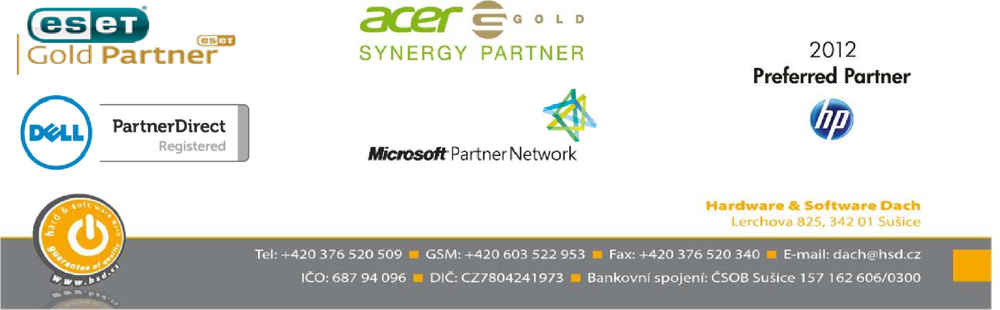 eset
Gold Partner eset
acer GOLD
SYNERGY PARTNER
2012
Preferred Partner
hp
DELL
PartnerDirect
Registered
Microsoft Partner Network
hard & soft ware dach
guarantee of quality
www.hsd.cz
Hardware & Software Dach
Lerchova 825, 342 01 Sušice
Tel: +420 376 520 509 ■ GSM: +420 603 522 953 ■ Fax: +420 376 520 340 ■ E-mail: dach@hsd.cz
IČO: 687 94 096 ■ DIČ: CZ7804241973 ■ Bankovní spojení: ČSOB Sušice 157 162 606/0300